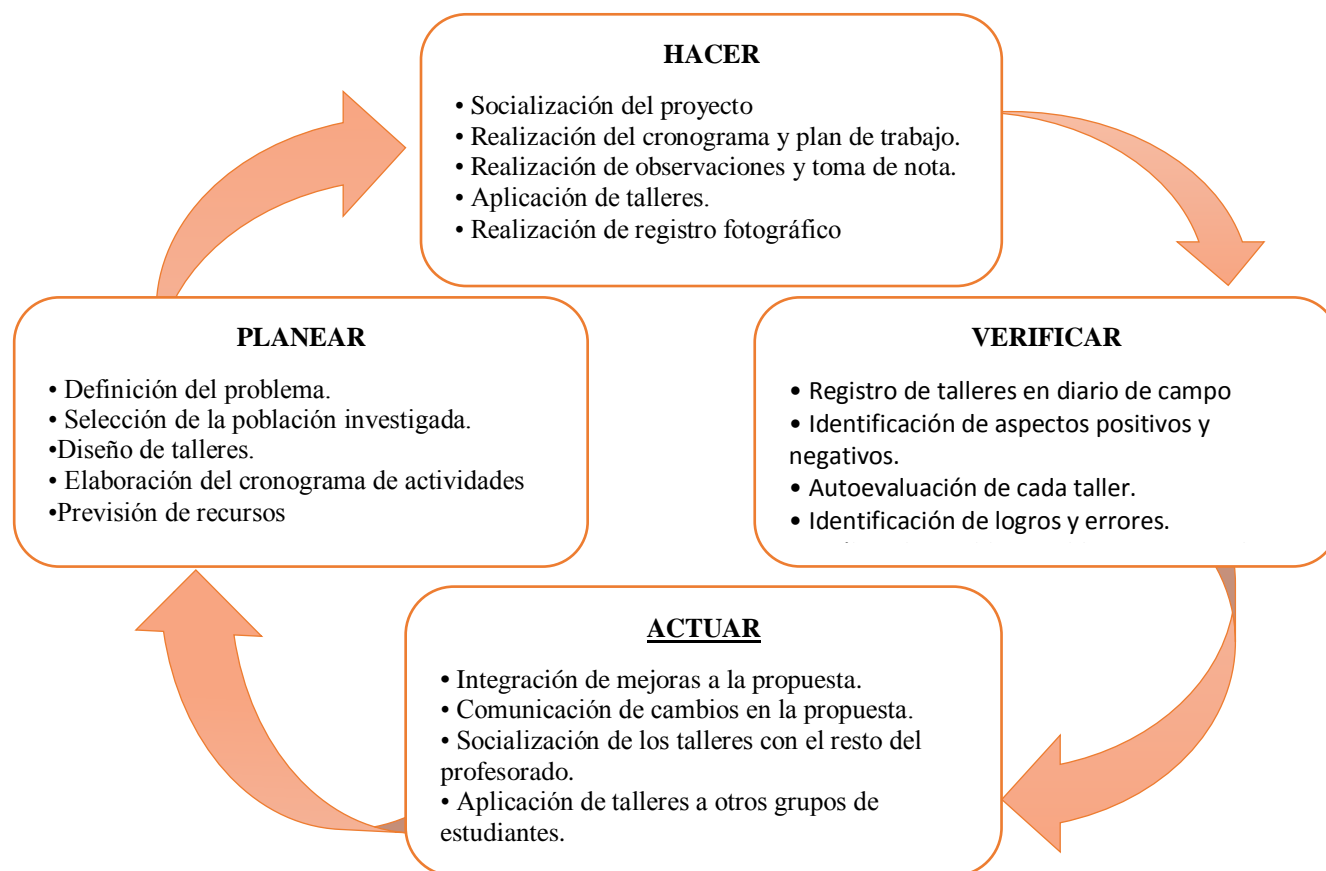 HACER
• Socialización del proyecto
• Realización del cronograma y plan de trabajo.
• Realización de observaciones y toma de nota.
• Aplicación de talleres.
• Realización de registro fotográfico
PLANEAR
• Definición del problema.
• Selección de la población investigada.
•Diseño de talleres.
• Elaboración del cronograma de actividades
•Previsión de recursos
VERIFICAR
• Registro de talleres en diario de campo
• Identificación de aspectos positivos y
negativos.
• Autoevaluación de cada taller.
• Identificación de logros y errores.
ACTUAR
• Integración de mejoras a la propuesta.
• Comunicación de cambios en la propuesta.
• Socialización de los talleres con el resto del
profesorado.
• Aplicación de talleres a otros grupos de
estudiantes.